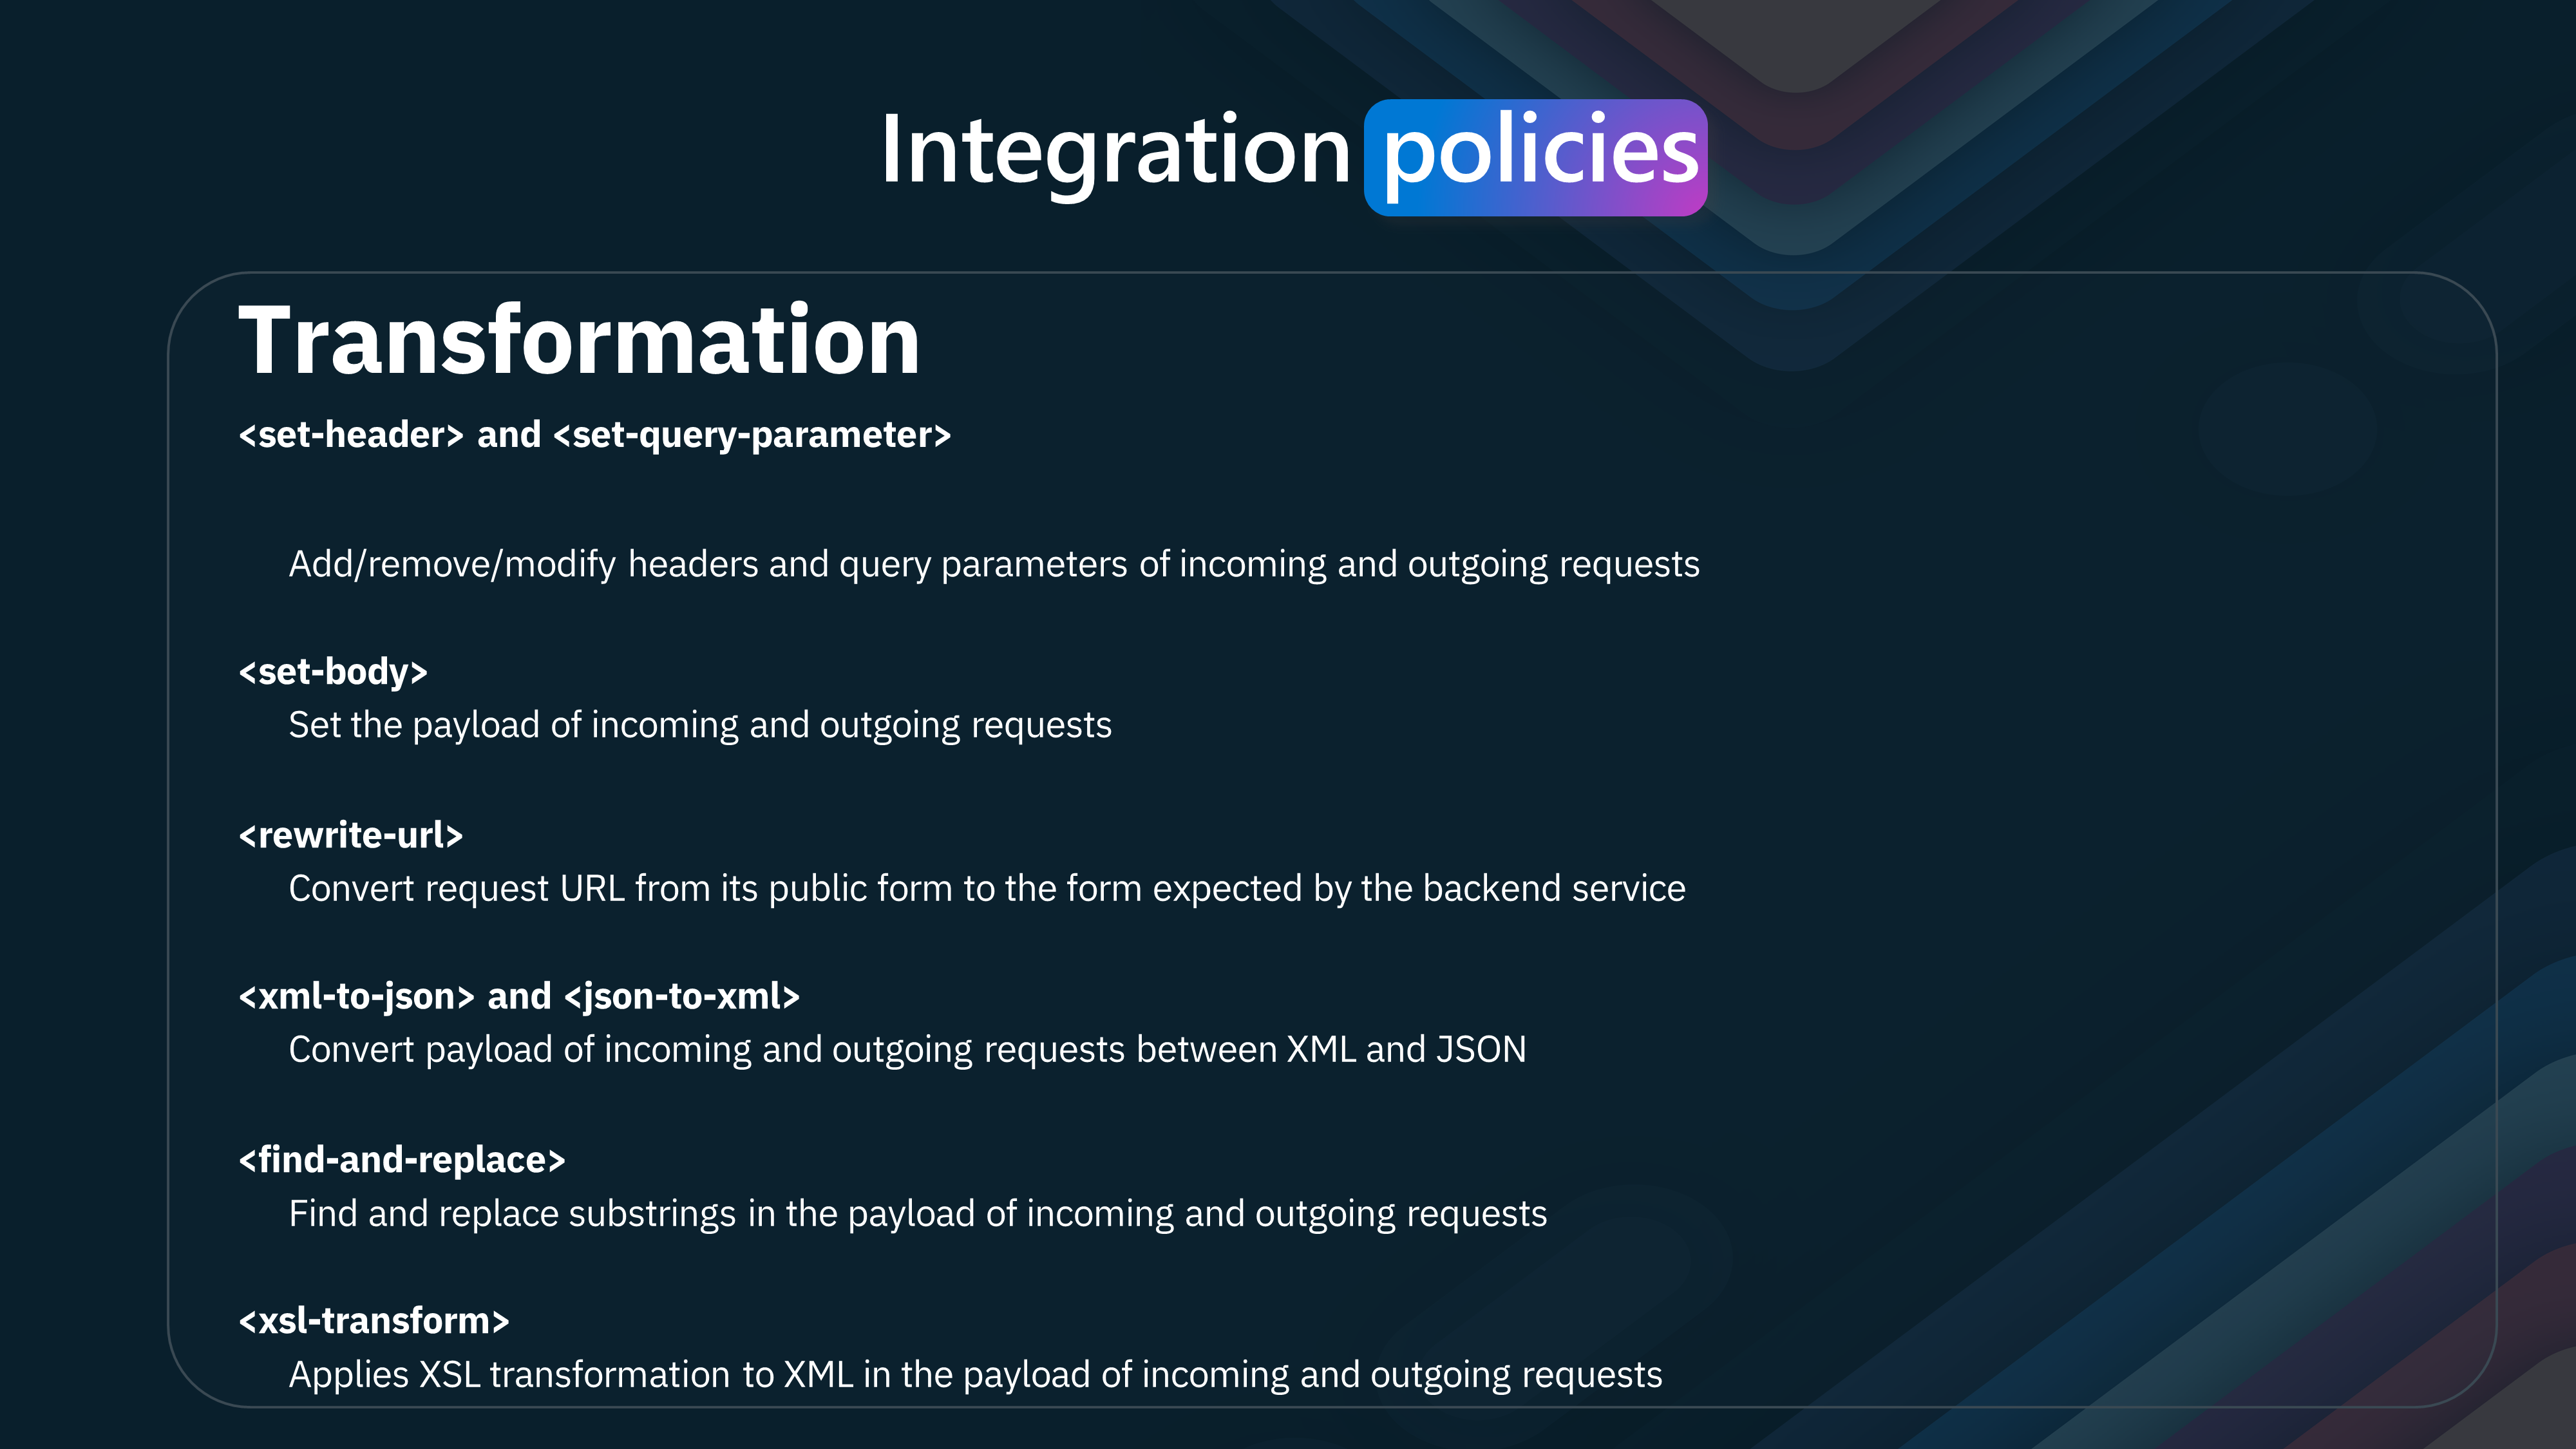 Integration policies
Transformation
<set-header> and <set-query-parameter>
Add/remove/modify headers and query parameters of incoming and outgoing requests
<set-body>
Set the payload of incoming and outgoing requests
<rewrite-url>
Convert request URL from its public form to the form expected by the backend service
<xml-to-json> and <json-to-xml>
Convert payload of incoming and outgoing requests between XML and JSON
<find-and-replace>
Find and replace substrings in the payload of incoming and outgoing requests
<xsl-transform>
Applies XSL transformation to XML in the payload of incoming and outgoing requests